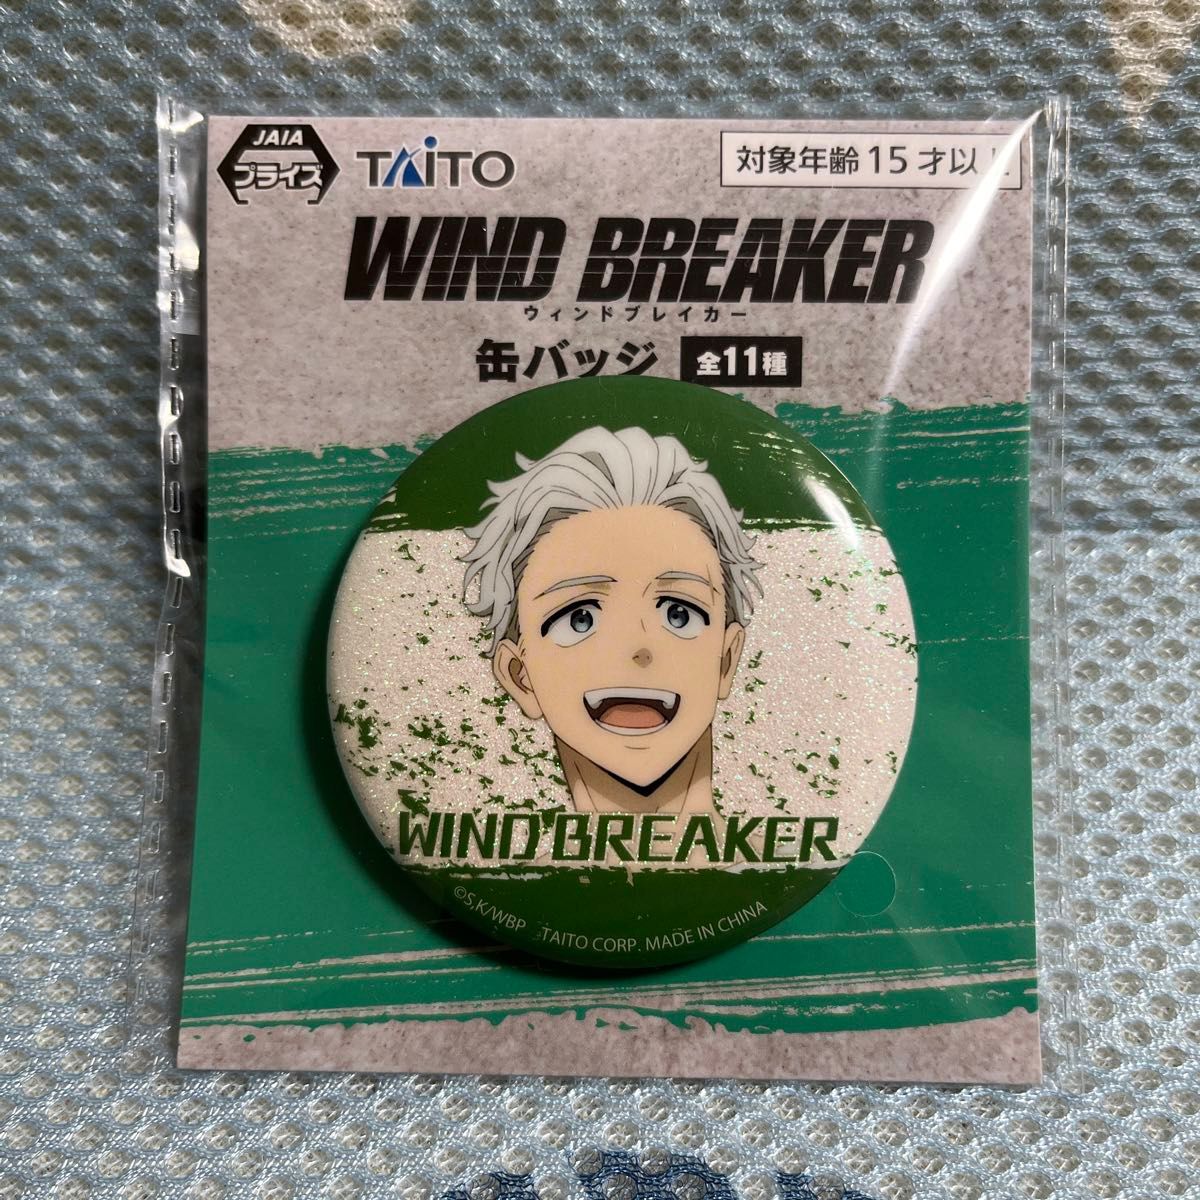 JAIA
プライズ
TAiTO
対象年齢 15 才以上
WIND BREAKER
ウィンドブレイカー
缶バッジ 全11種
WIND BREAKER
©S,K/WBP TAITO CORP. MADE IN CHINA